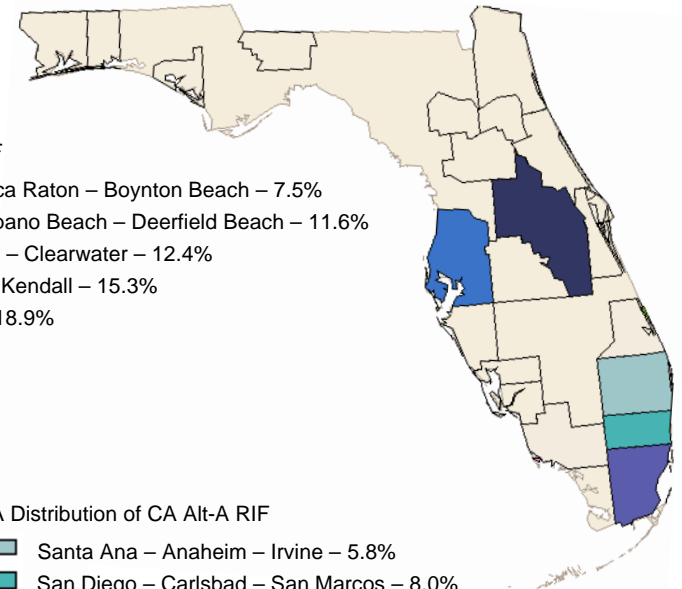 ca Raton – Boynton Beach – 7.5%
pano Beach – Deerfield Beach – 11.6%
– Clearwater – 12.4%
Kendall – 15.3%
18.9%
A Distribution of CA Alt-A RIF
Santa Ana – Anaheim – Irvine – 5.8%
San Diego – Carlsbad – San Marcos – 8.0%